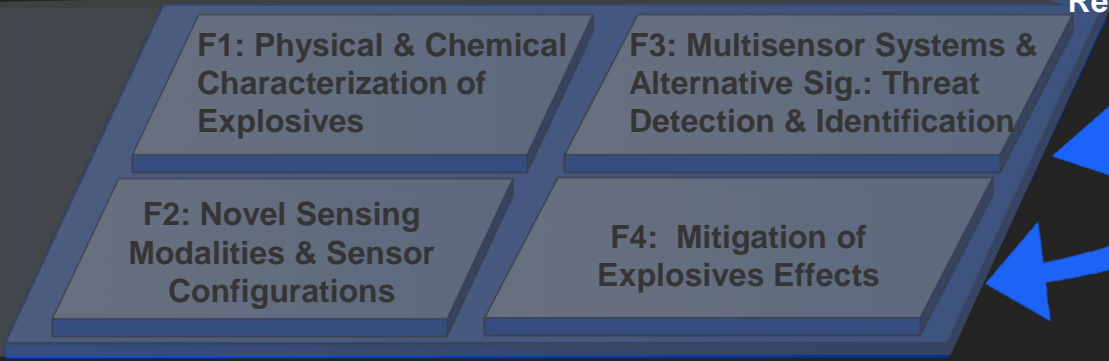 Re
F1: Physical & Chemical
Characterization of
Explosives
F3: Multisensor Systems &
Alternative Sig.: Threat
Detection & Identification
F2: Novel Sensing
Modalities & Sensor
Configurations
F4: Mitigation of
Explosives Effects